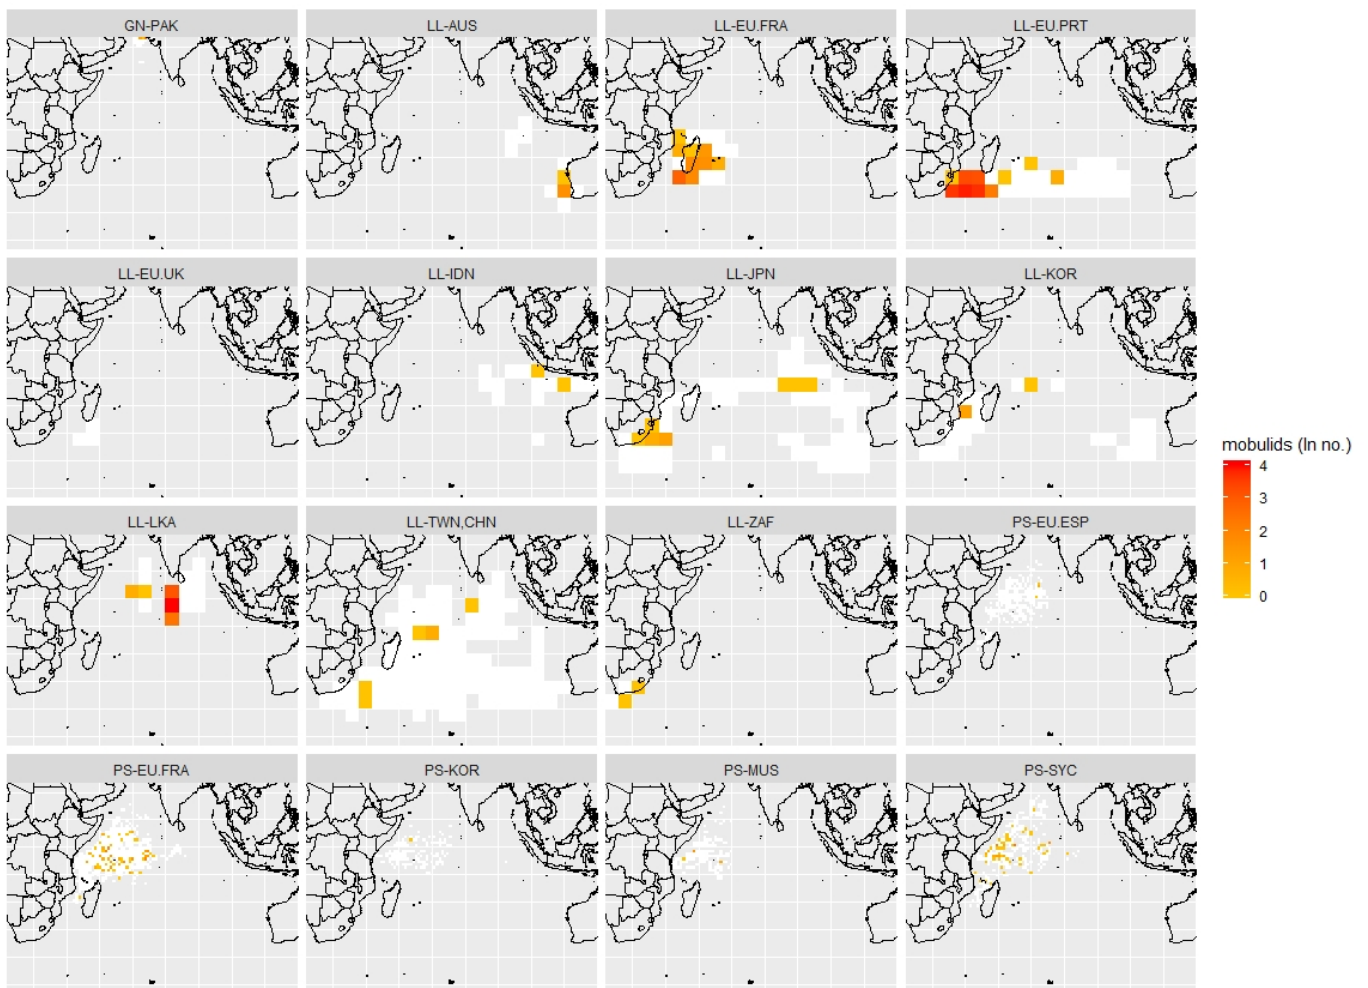 GN-PAK LL-AUS LL-EU.FRA LL-EU.PRT
LL-EU.UK LL-IDN LL-JPN LL-KOR
mobulids (ln no.)
4
3
2
1
0
LL-LKA LL-TWN,CHN LL-ZAF PS-EU.ESP
PS-EU.FRA PS-KOR PS-MUS PS-SYC